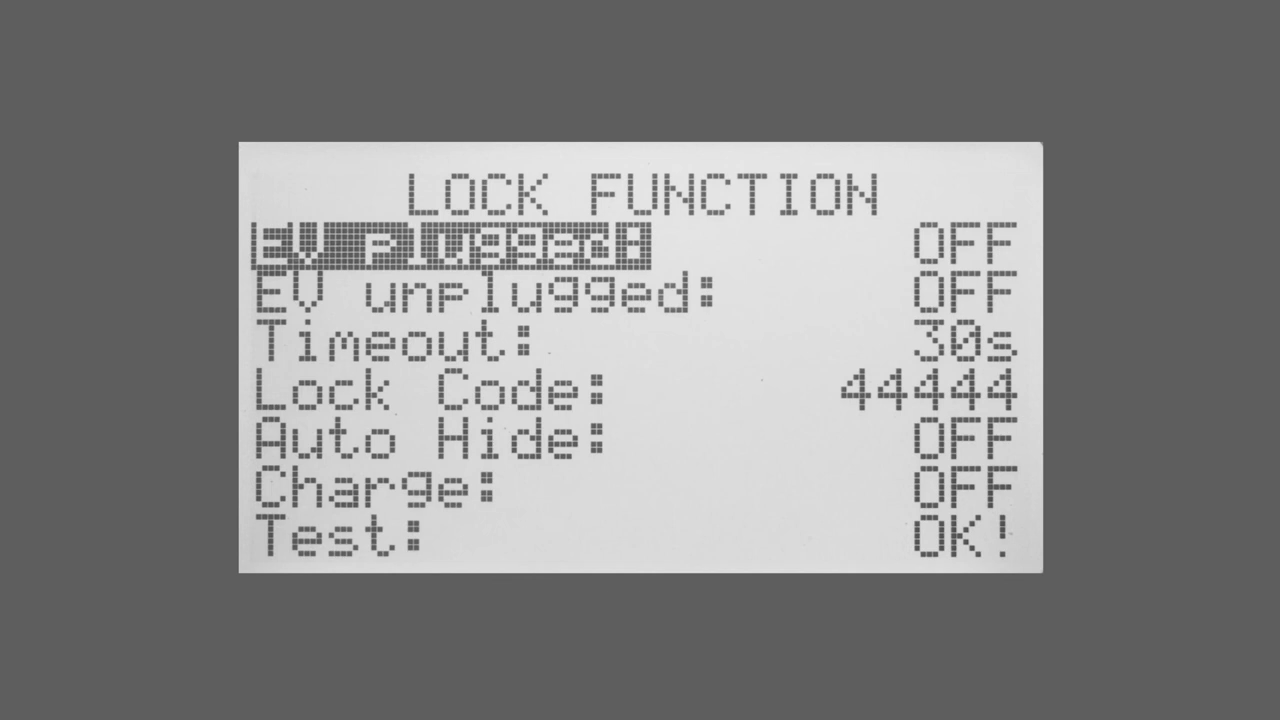 LOCK FUNCTION
EV plugged: OFF
EV unplugged: OFF
Timeout: 30s
Lock Code: 44444
Auto Hide: OFF
Charge: OFF
Test: OK!